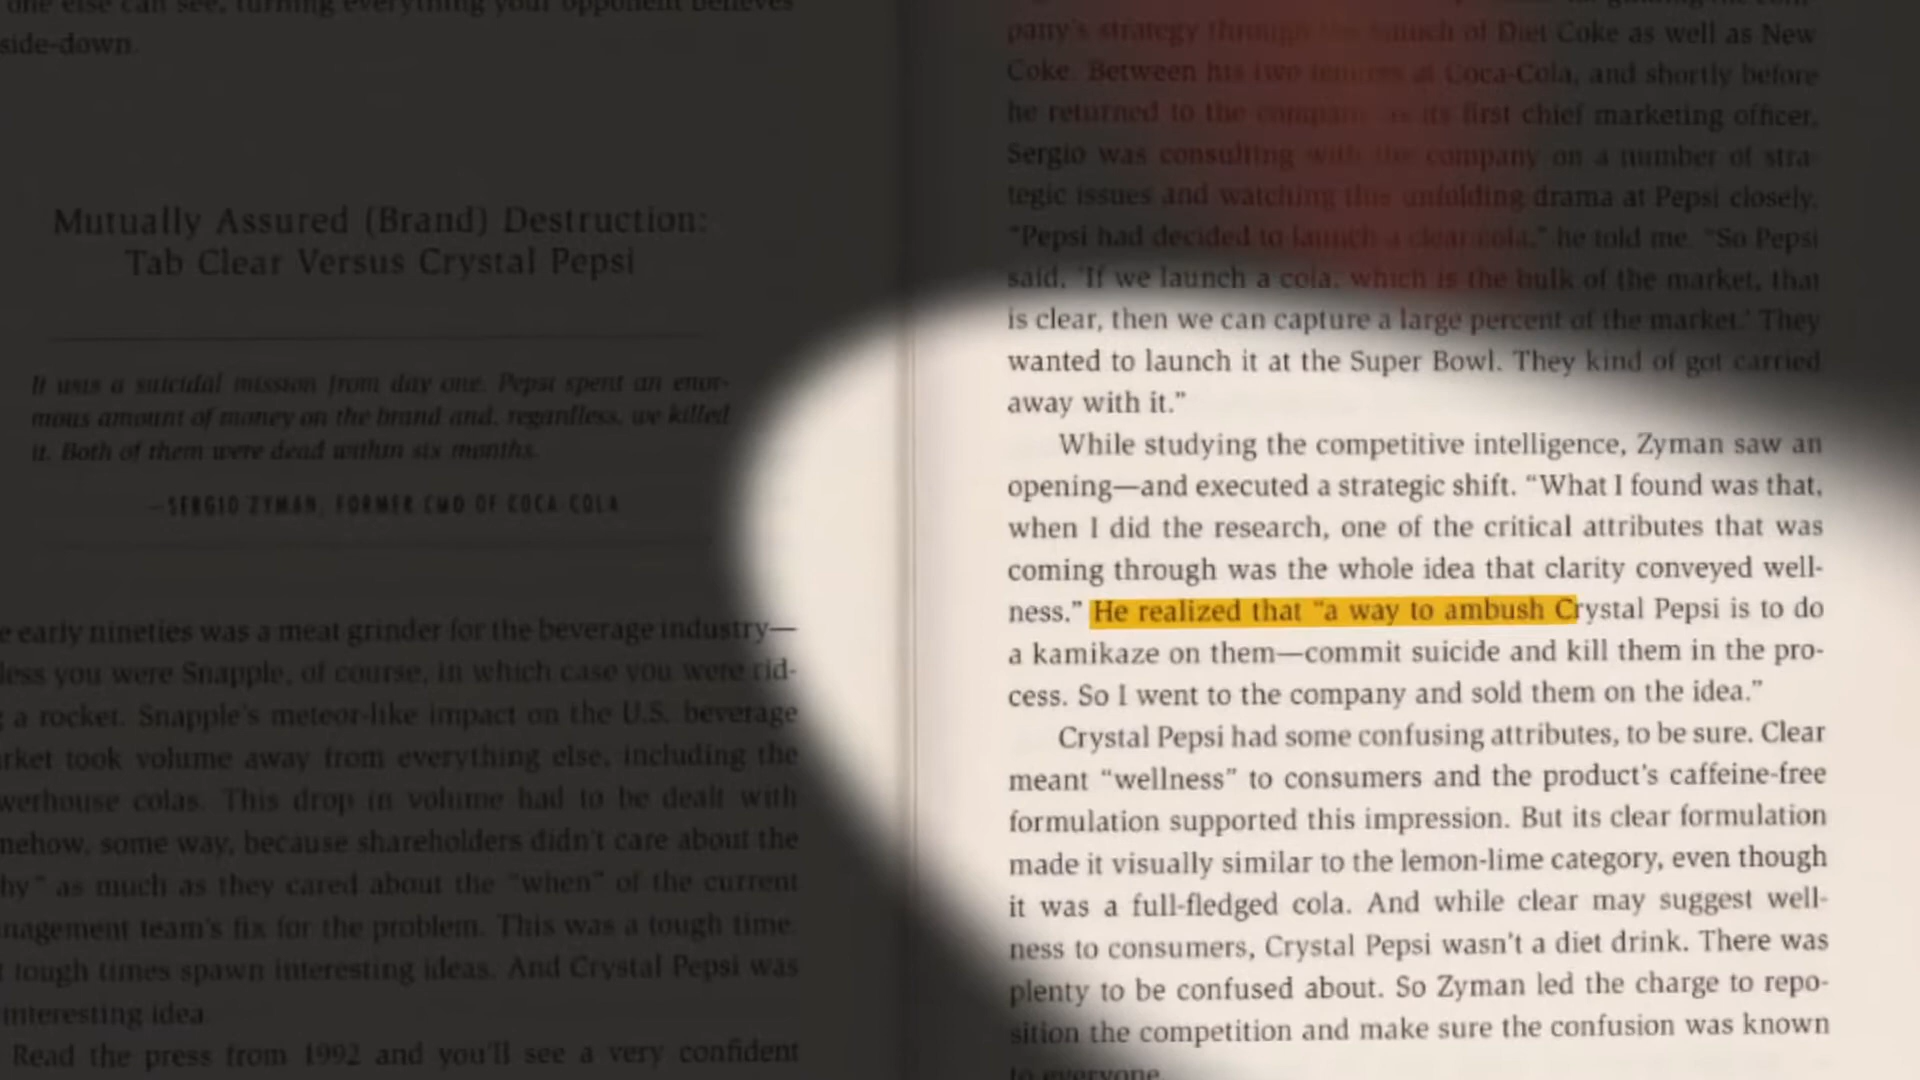 one else can see, turning everything your opponent believes
side-down.
Mutually Assured (Brand) Destruction:
Tab Clear Versus Crystal Pepsi
It was a suicidal mission from day one. Pepsi spent an enor-
mous amount of money on the brand and, regardless, we killed
it. Both of them were dead within six months.
—SERGIO ZYMAN, FORMER CMO OF COCA COLA
e early nineties was a meat grinder for the beverage industry—
less you were Snapple, of course, in which case you were rid-
g a rocket. Snapple's meteor-like impact on the U.S. beverage
rket took volume away from everything else, including the
werhouse colas. This drop in volume had to be dealt with
mehow, some way, because shareholders didn't care about the
hy" as much as they cared about the "when" of the current
nagement team's fix for the problem. This was a tough time.
t tough times spawn interesting ideas. And Crystal Pepsi was
interesting idea.
Read the press from 1992 and you'll see a very confident
pany's strategy through the launch of Diet Coke as well as New
Coke. Between his two tenures at Coca-Cola, and shortly before
he returned to the company as its first chief marketing officer,
Sergio was consulting with the company on a number of stra-
tegic issues and watching this unfolding drama at Pepsi closely.
"Pepsi had decided to launch a clear cola," he told me. "So Pepsi
said, 'If we launch a cola, which is the bulk of the market, that
is clear, then we can capture a large percent of the market.' They
wanted to launch it at the Super Bowl. They kind of got carried
away with it."
While studying the competitive intelligence, Zyman saw an
opening—and executed a strategic shift. "What I found was that,
when I did the research, one of the critical attributes that was
coming through was the whole idea that clarity conveyed well-
ness." He realized that "a way to ambush Crystal Pepsi is to do
a kamikaze on them—commit suicide and kill them in the pro-
cess. So I went to the company and sold them on the idea."
Crystal Pepsi had some confusing attributes, to be sure. Clear
meant "wellness" to consumers and the product's caffeine-free
formulation supported this impression. But its clear formulation
made it visually similar to the lemon-lime category, even though
it was a full-fledged cola. And while clear may suggest well-
ness to consumers, Crystal Pepsi wasn't a diet drink. There was
plenty to be confused about. So Zyman led the charge to repo-
sition the competition and make sure the confusion was known
to everyone.